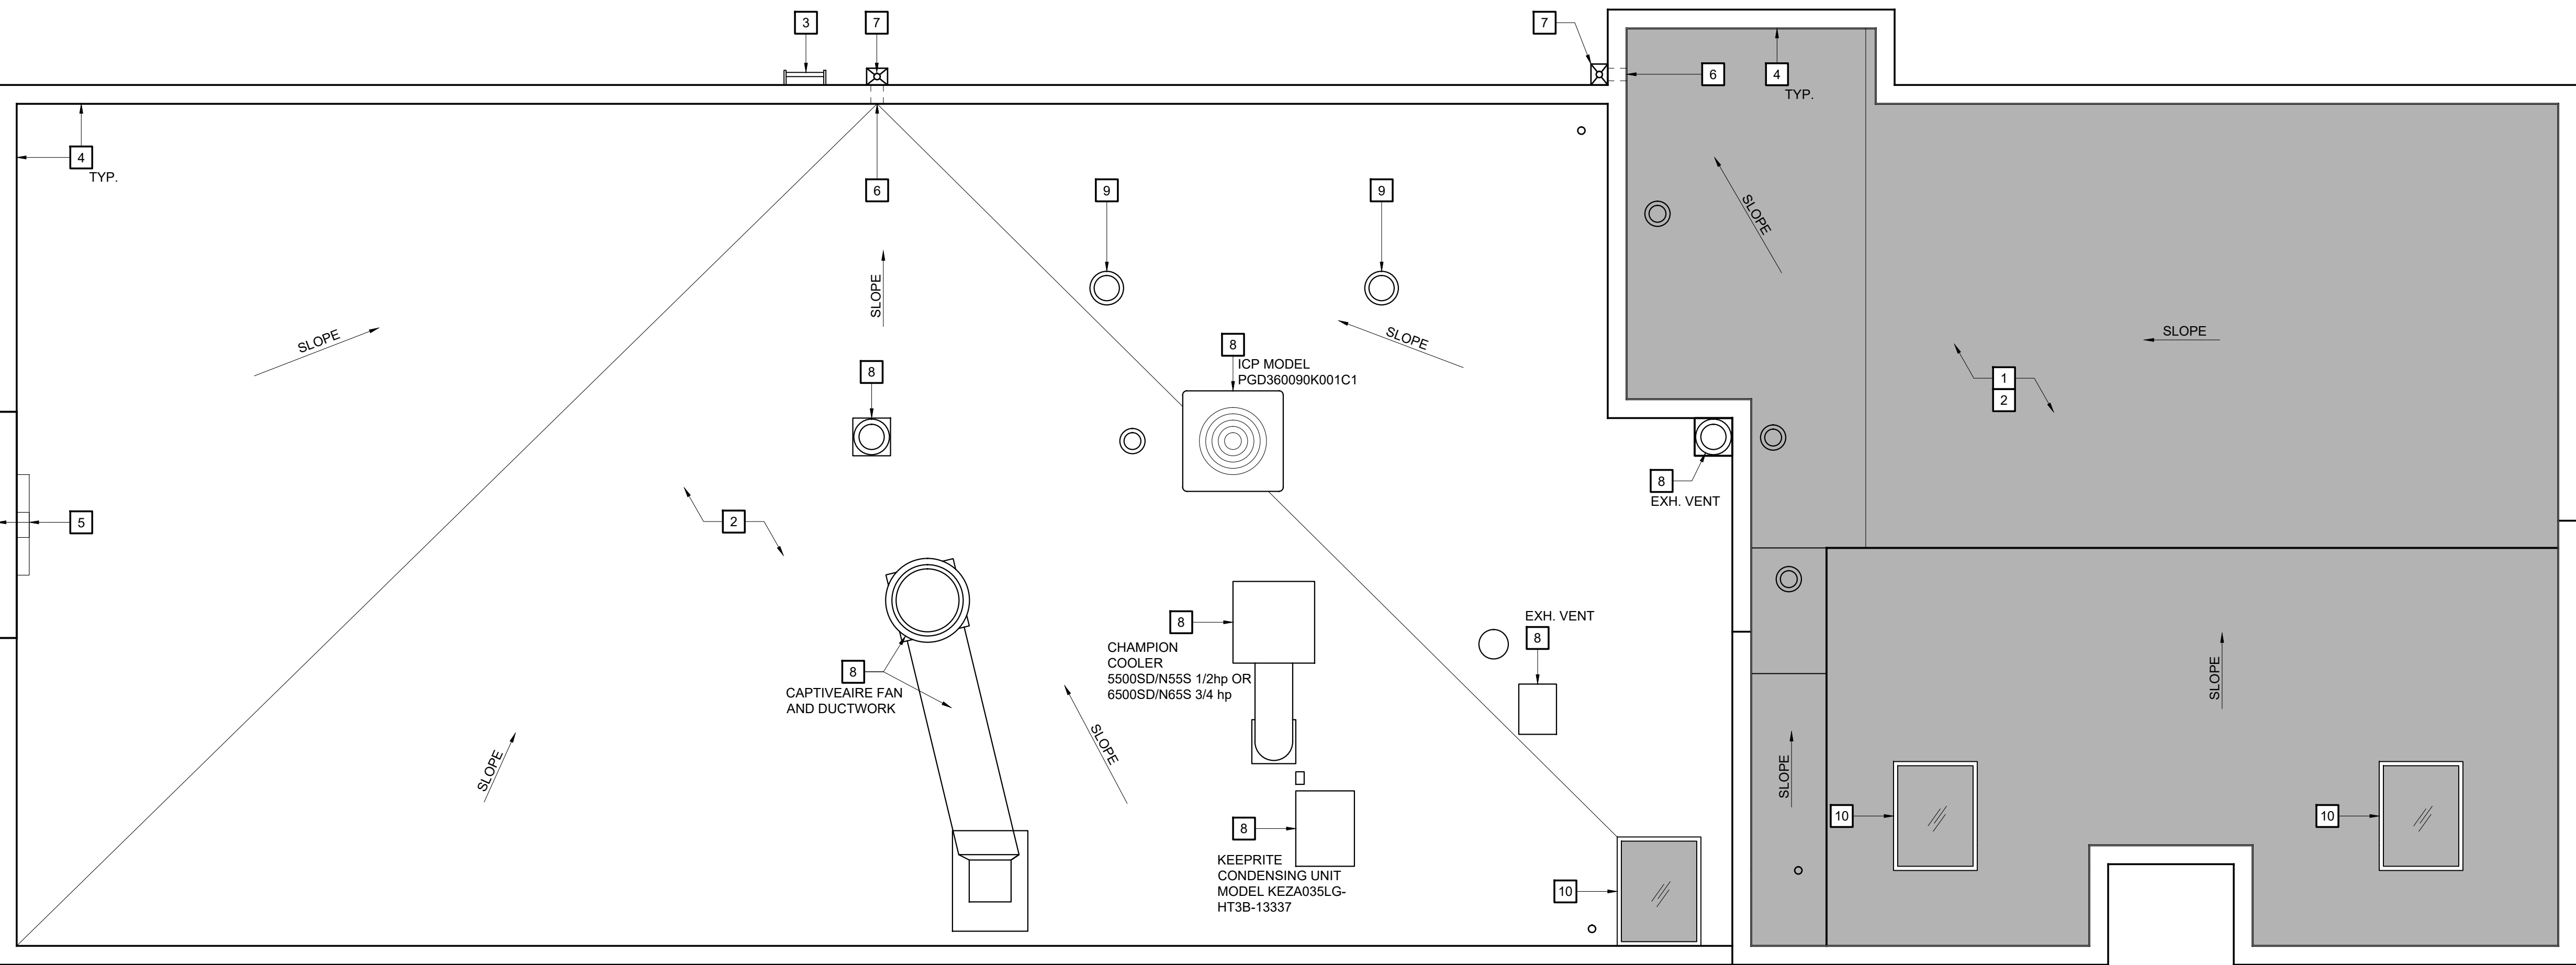 3
7
7
6
4
TYP.
4
TYP.
6
9
9
SLOPE
SLOPE
SLOPE
SLOPE
SLOPE
8
ICP MODEL
PGD360090K001C1
8
1
2
8
EXH. VENT
5
2
EXH. VENT
8
8
CHAMPION
COOLER
5500SD/N55S 1/2hp OR
6500SD/N65S 3/4 hp
8
CAPTIVEAIRE FAN
AND DUCTWORK
SLOPE
SLOPE
SLOPE
SLOPE
10
10
8
KEEPRITE
CONDENSING UNIT
MODEL KEZA035LG-
HT3B-13337
10